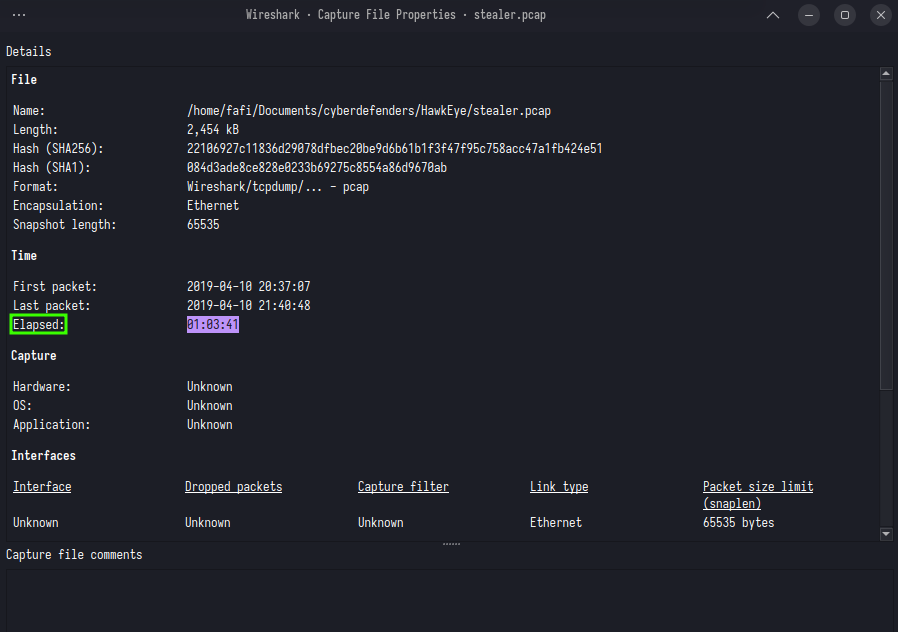 Wireshark · Capture File Properties · stealer.pcap
Details
File
Name: /home/fafi/Documents/cyberdefenders/HawkEye/stealer.pcap
Length: 2,454 kB
Hash (SHA256): 22106927c11836d29078dfbec20be9d6b61b1f3f47f95c758acc47a1fb424e51
Hash (SHA1): 084d3ade8ce828e0233b69275c8554a86d9670ab
Format: Wireshark/tcpdump/... - pcap
Encapsulation: Ethernet
Snapshot length: 65535
Time
First packet: 2019-04-10 20:37:07
Last packet: 2019-04-10 21:40:48
Elapsed: 01:03:41
Capture
Hardware: Unknown
OS: Unknown
Application: Unknown
Interfaces
Interface Dropped packets Capture filter Link type Packet size limit
(snaplen)
Unknown Unknown Unknown Ethernet 65535 bytes
Capture file comments